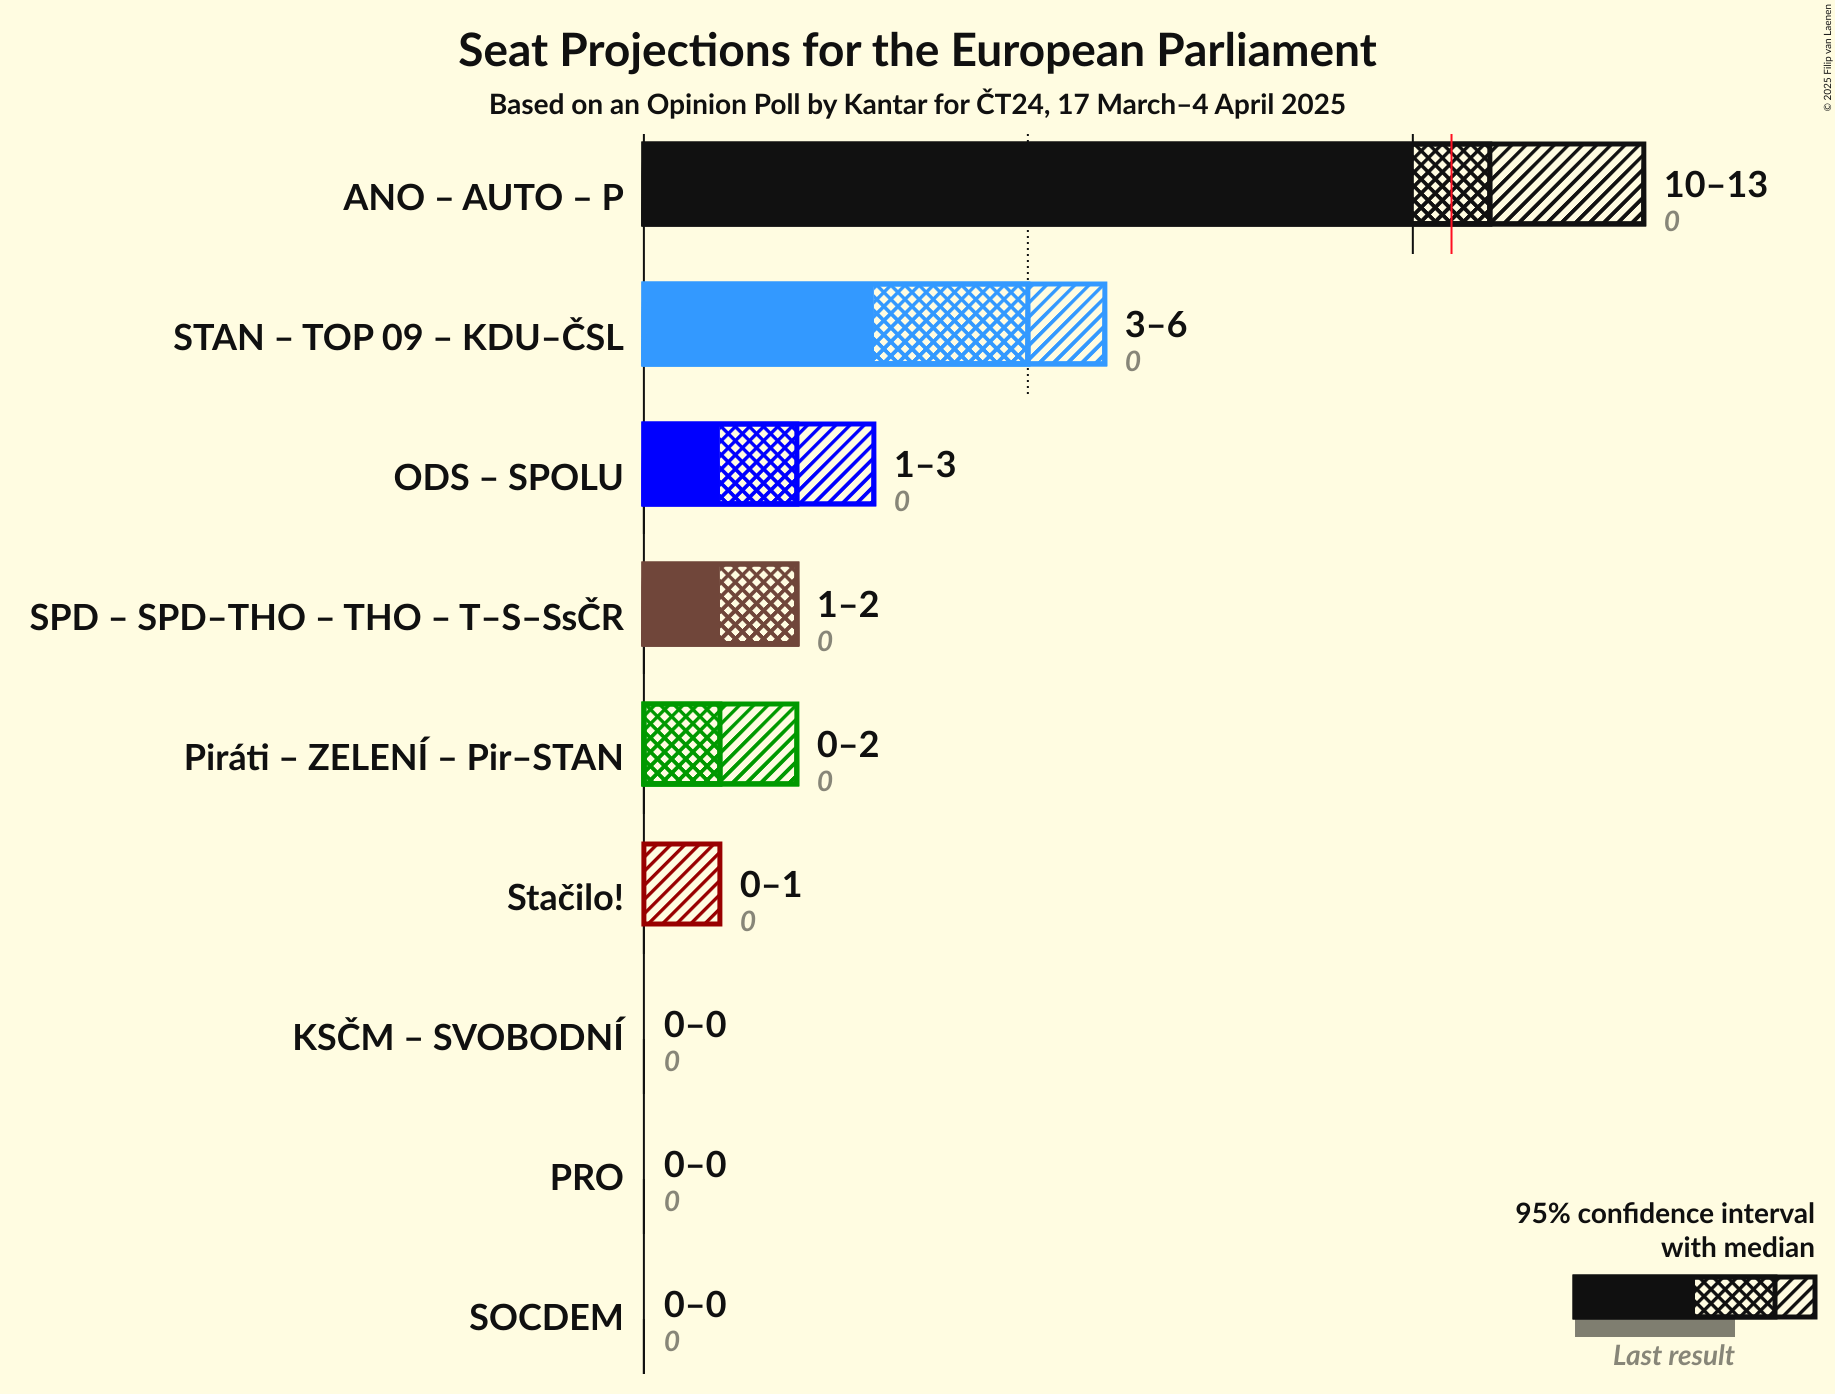 Seat Projections for the European Parliament
Based on an Opinion Poll by Kantar for ČT24, 17 March–4 April 2025
© 2025 Filip van Laenen
ANO – AUTO – P
10–13
0
STAN – TOP 09 – KDU–ČSL
3–6
0
ODS – SPOLU
1–3
0
SPD – SPD–THO – THO – T–S–SsČR
1–2
0
Piráti – ZELENÍ – Pir–STAN
0–2
0
Stačilo!
0–1
0
KSČM – SVOBODNÍ
0–0
0
PRO
0–0
0
SOCDEM
0–0
0
95% confidence interval
with median
Last result